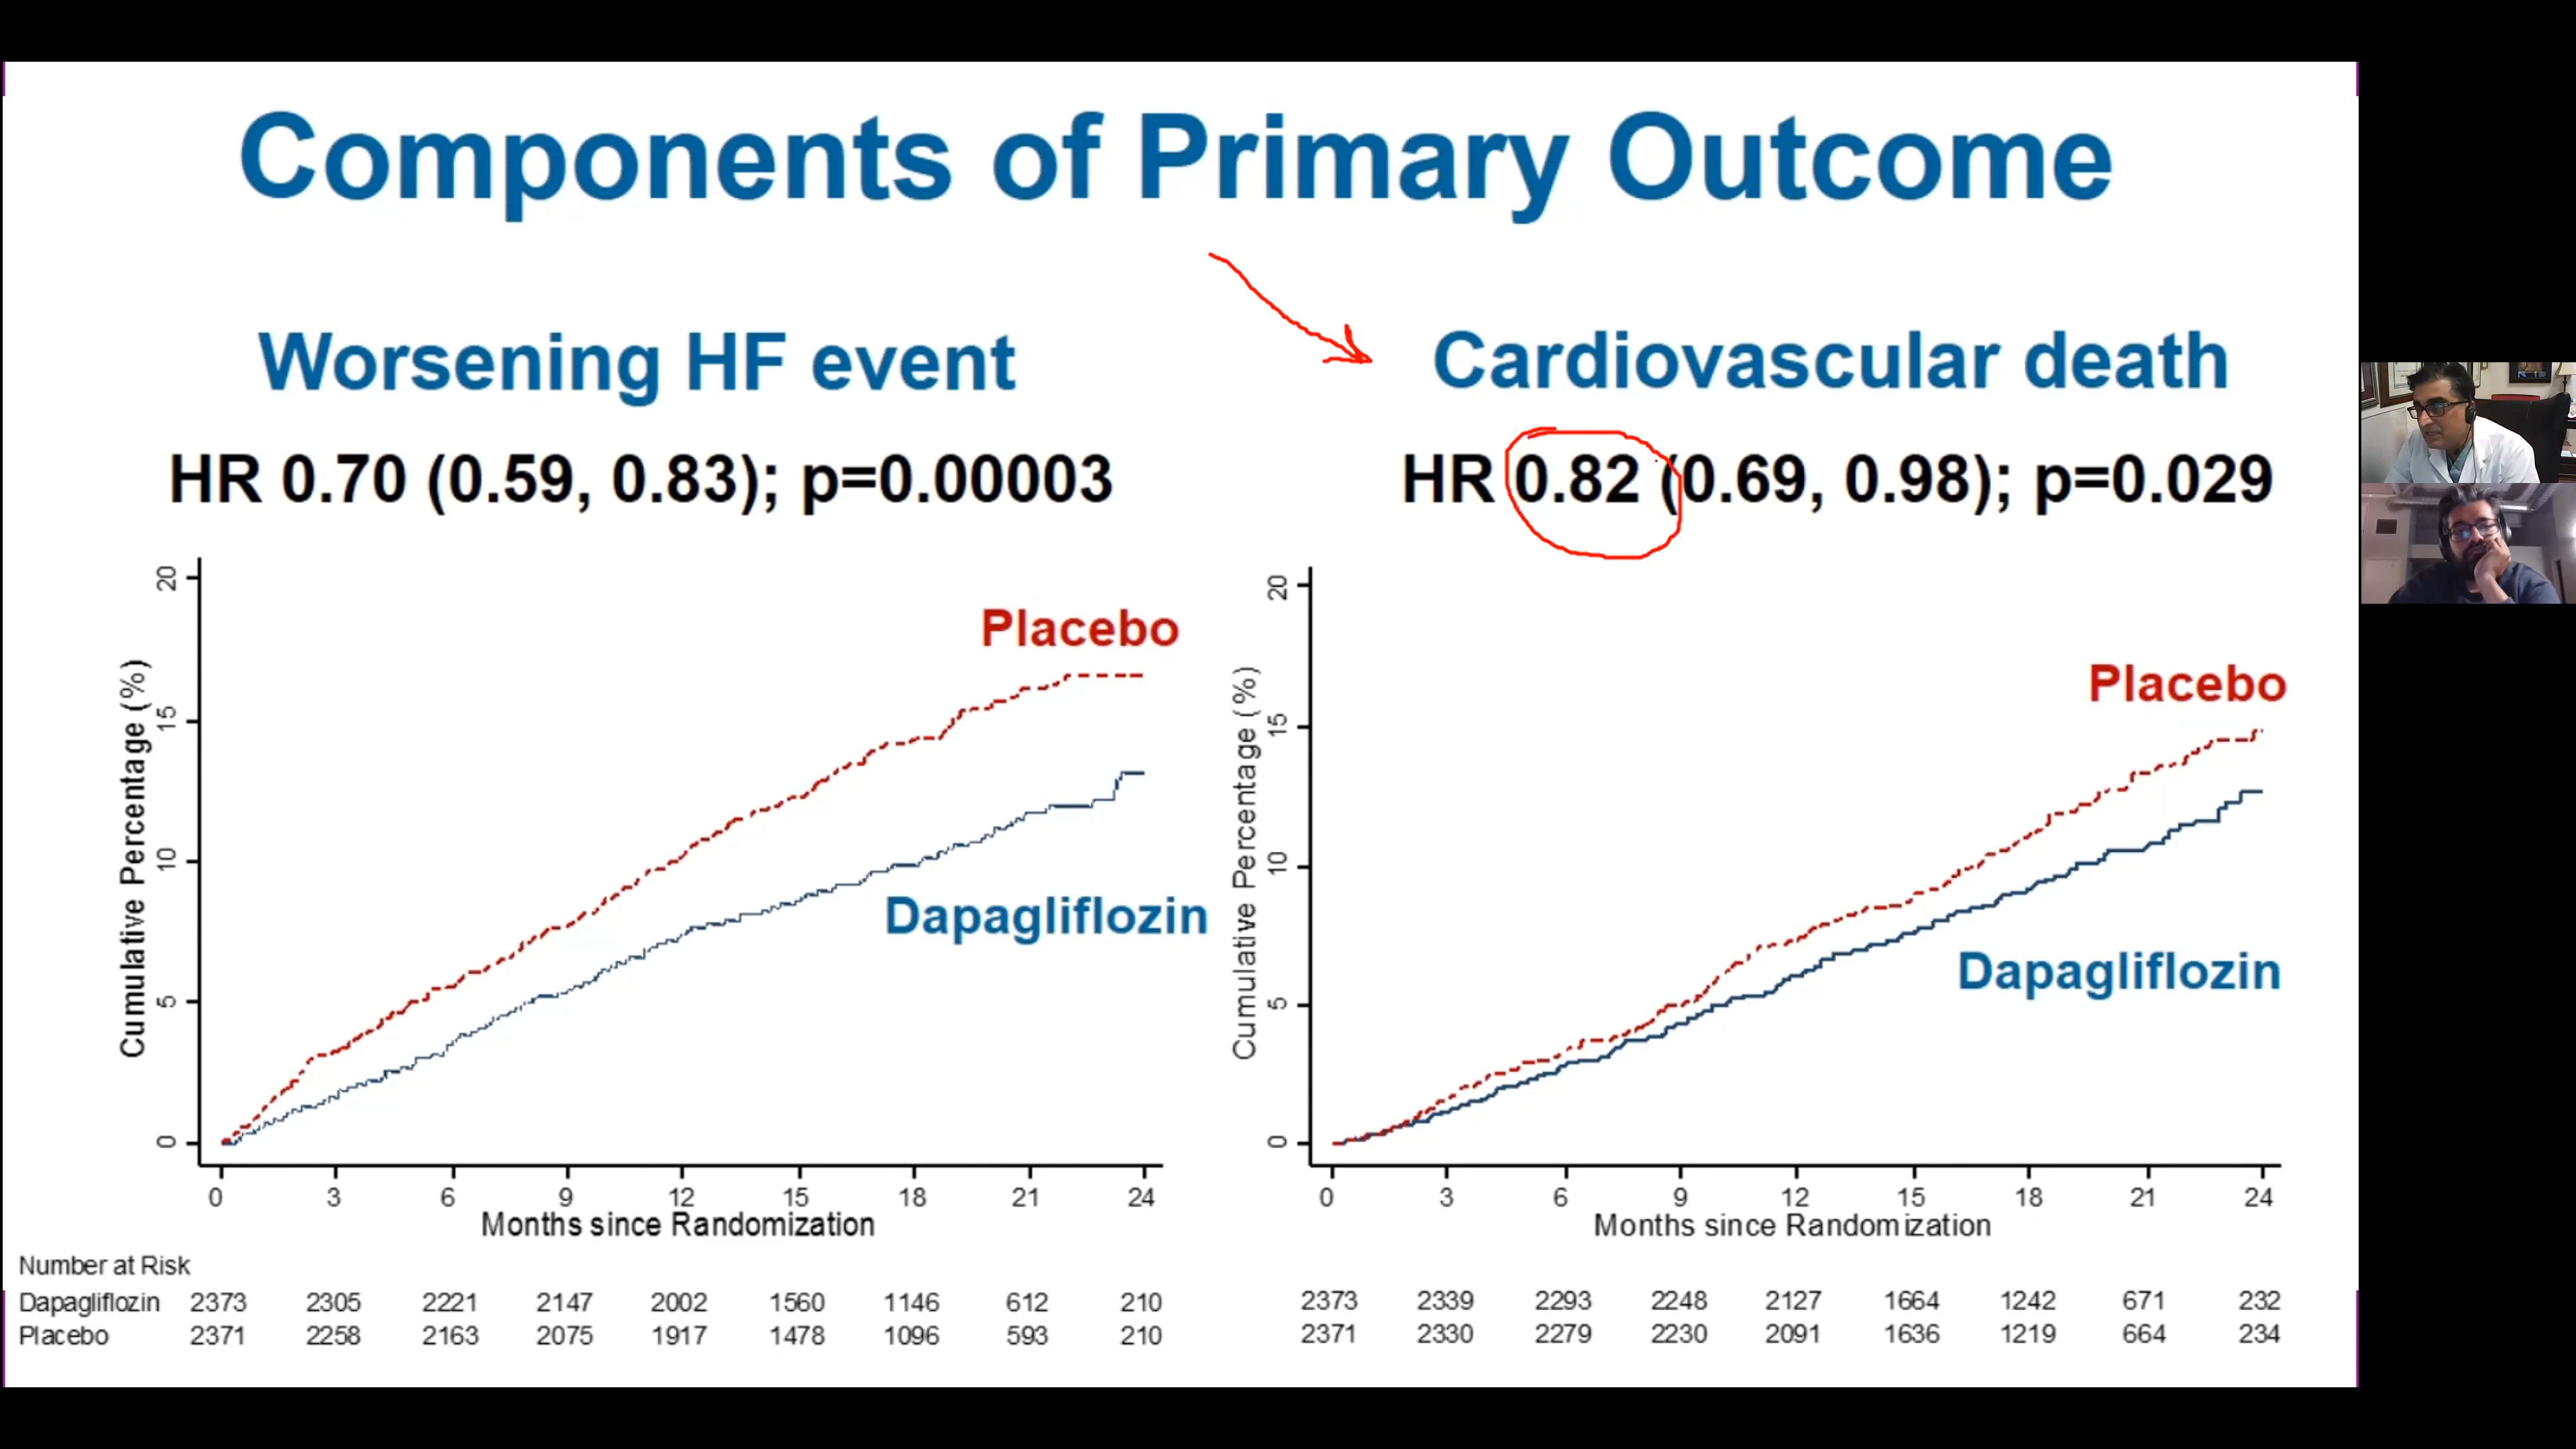 Components of Primary Outcome
Worsening HF event
HR 0.70 (0.59, 0.83); p=0.00003
Cumulative Percentage (%)
20
15
10
5
0
Placebo
Dapagliflozin
0 3 6 9 12 15 18 21 24
Months since Randomization
Number at Risk
Dapagliflozin 2373 2305 2221 2147 2002 1560 1146 612 210
Placebo 2371 2258 2163 2075 1917 1478 1096 593 210
Cardiovascular death
HR 0.82 (0.69, 0.98); p=0.029
Cumulative Percentage (%)
20
15
10
5
0
Placebo
Dapagliflozin
0 3 6 9 12 15 18 21 24
Months since Randomization
2373 2339 2293 2248 2127 1664 1242 671 232
2371 2330 2279 2230 2091 1636 1219 664 234